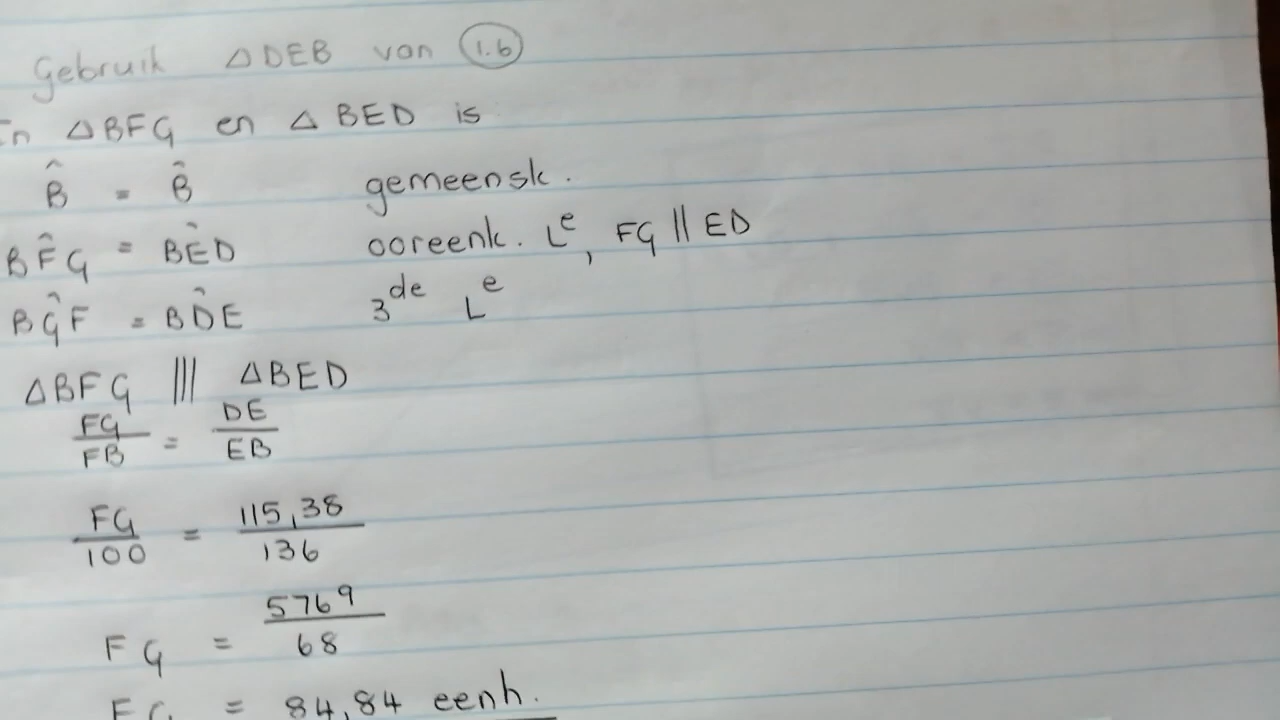 Gebruik △DEB van 1.6
In △BFG en △BED is
B̂ = B̂ gemeensk.
BF̂G = BÊD ooreenk. ∠e, FG || ED
BĜF = BD̂E 3de ∠e
△BFG ||| △BED
FG/FB = DE/EB
FG/100 = 115,38/136
FG = 5769/68
FG = 84,84 eenh.